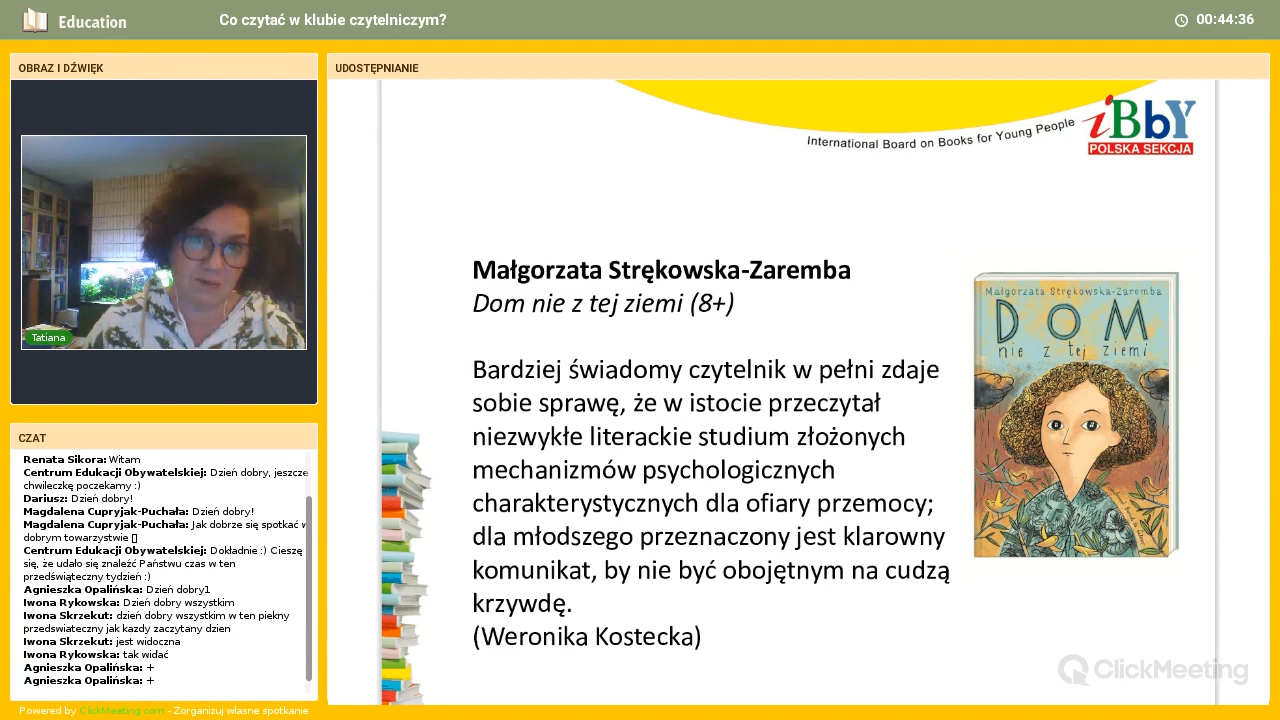 Education
Co czytać w klubie czytelniczym?
00:44:36
OBRAZ I DŹWIĘK
Tatiana
CZAT
Renata Sikora: Witam
Centrum Edukacji Obywatelskiej: Dzień dobry, jeszcze
chwileczkę poczekamy :)
Dariusz: Dzień dobry!
Magdalena Cupryjak-Puchała: Dzień dobry!
Magdalena Cupryjak-Puchała: Jak dobrze się spotkać w
dobrym towarzystwie []
Centrum Edukacji Obywatelskiej: Dokładnie :) Cieszę
się, że udało się znaleźć Państwu czas w ten
przedświąteczny tydzień :)
Agnieszka Opalińska: Dzień dobry1
Iwona Rykowska: Dzień dobry wszystkim
Iwona Skrzekut: dzień dobry wszystkim w ten piekny
przedswiateczny jak kazdy zaczytany dzien
Iwona Skrzekut: jest widoczna
Iwona Rykowska: tak widać
Agnieszka Opalińska: +
Agnieszka Opalińska: +
Powered by ClickMeeting.com - Zorganizuj własne spotkanie
UDOSTĘPNIANIE
International Board on Books for Young People
iBbY
POLSKA SEKCJA
Małgorzata Strękowska-Zaremba
Dom nie z tej ziemi (8+)
Bardziej świadomy czytelnik w pełni zdaje
sobie sprawę, że w istocie przeczytał
niezwykłe literackie studium złożonych
mechanizmów psychologicznych
charakterystycznych dla ofiary przemocy;
dla młodszego przeznaczony jest klarowny
komunikat, by nie być obojętnym na cudzą
krzywdę.
(Weronika Kostecka)
Małgorzata Strękowska-Zaremba
DOM
nie z tej ziemi
ClickMeeting